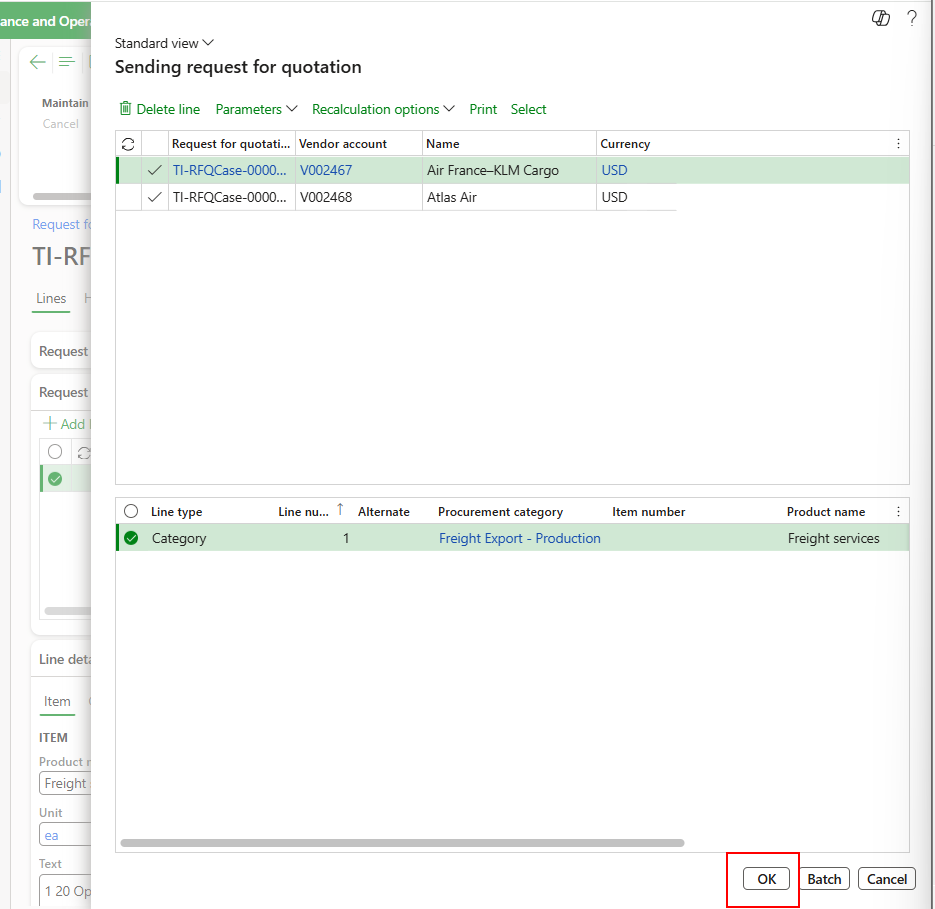 ance and Opera
Standard view
Sending request for quotation
Maintain
Cancel
Delete line Parameters Recalculation options Print Select
Request for quotati... Vendor account Name Currency
TI-RFQCase-0000... V002467 Air France–KLM Cargo USD
TI-RFQCase-0000... V002468 Atlas Air USD
Request fo
TI-RF
Lines H
Request
Request
Add l
Line type Line nu... Alternate Procurement category Item number Product name
Category 1 Freight Export - Production Freight services
Line deta
Item
ITEM
Product n
Freight s
Unit
ea
Text
1 20 Op
OK Batch Cancel